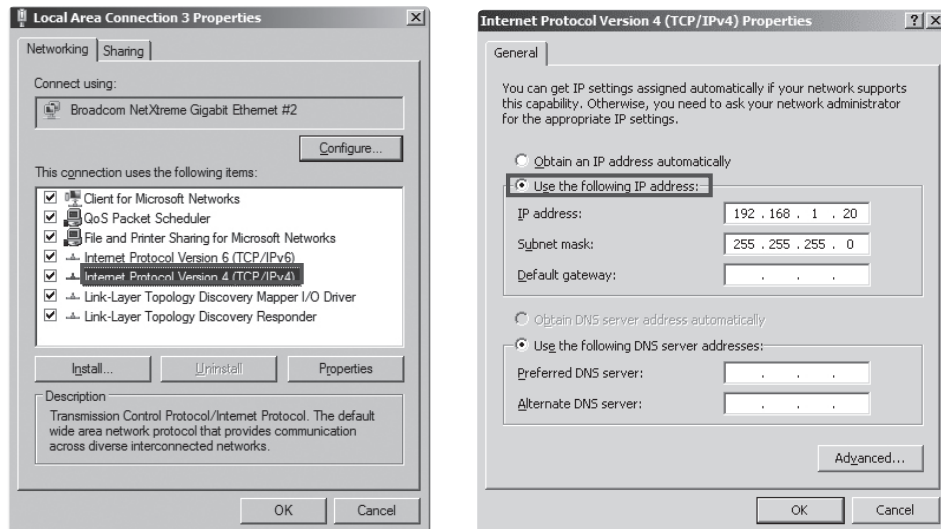 Local Area Connection 3 Properties
Networking
Sharing
Connect using:
Broadcom NetXtreme Gigabit Ethernet #2
Configure...
This connection uses the following items:
Client for Microsoft Networks
QoS Packet Scheduler
File and Printer Sharing for Microsoft Networks
Internet Protocol Version 6 (TCP/IPv6)
Internet Protocol Version 4 (TCP/IPv4)
Link-Layer Topology Discovery Mapper I/O Driver
Link-Layer Topology Discovery Responder
Install...
Uninstall
Properties
Description
Transmission Control Protocol/Internet Protocol. The default
wide area network protocol that provides communication
across diverse interconnected networks.
OK
Cancel
Internet Protocol Version 4 (TCP/IPv4) Properties
General
You can get IP settings assigned automatically if your network supports
this capability. Otherwise, you need to ask your network administrator
for the appropriate IP settings.
Obtain an IP address automatically
Use the following IP address:
IP address: 192 . 168 . 1 . 20
Subnet mask: 255 . 255 . 255 . 0
Default gateway: . . .
Obtain DNS server address automatically
Use the following DNS server addresses:
Preferred DNS server: . . .
Alternate DNS server: . . .
Advanced...
OK
Cancel